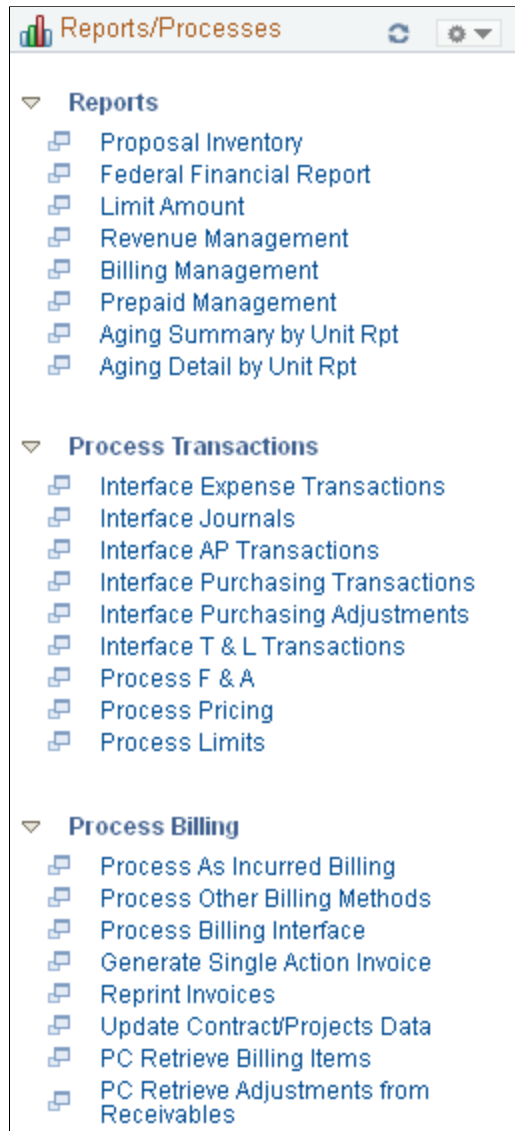 Reports/Processes
Reports
Proposal Inventory
Federal Financial Report
Limit Amount
Revenue Management
Billing Management
Prepaid Management
Aging Summary by Unit Rpt
Aging Detail by Unit Rpt
Process Transactions
Interface Expense Transactions
Interface Journals
Interface AP Transactions
Interface Purchasing Transactions
Interface Purchasing Adjustments
Interface T & L Transactions
Process F & A
Process Pricing
Process Limits
Process Billing
Process As Incurred Billing
Process Other Billing Methods
Process Billing Interface
Generate Single Action Invoice
Reprint Invoices
Update Contract/Projects Data
PC Retrieve Billing Items
PC Retrieve Adjustments from
Receivables